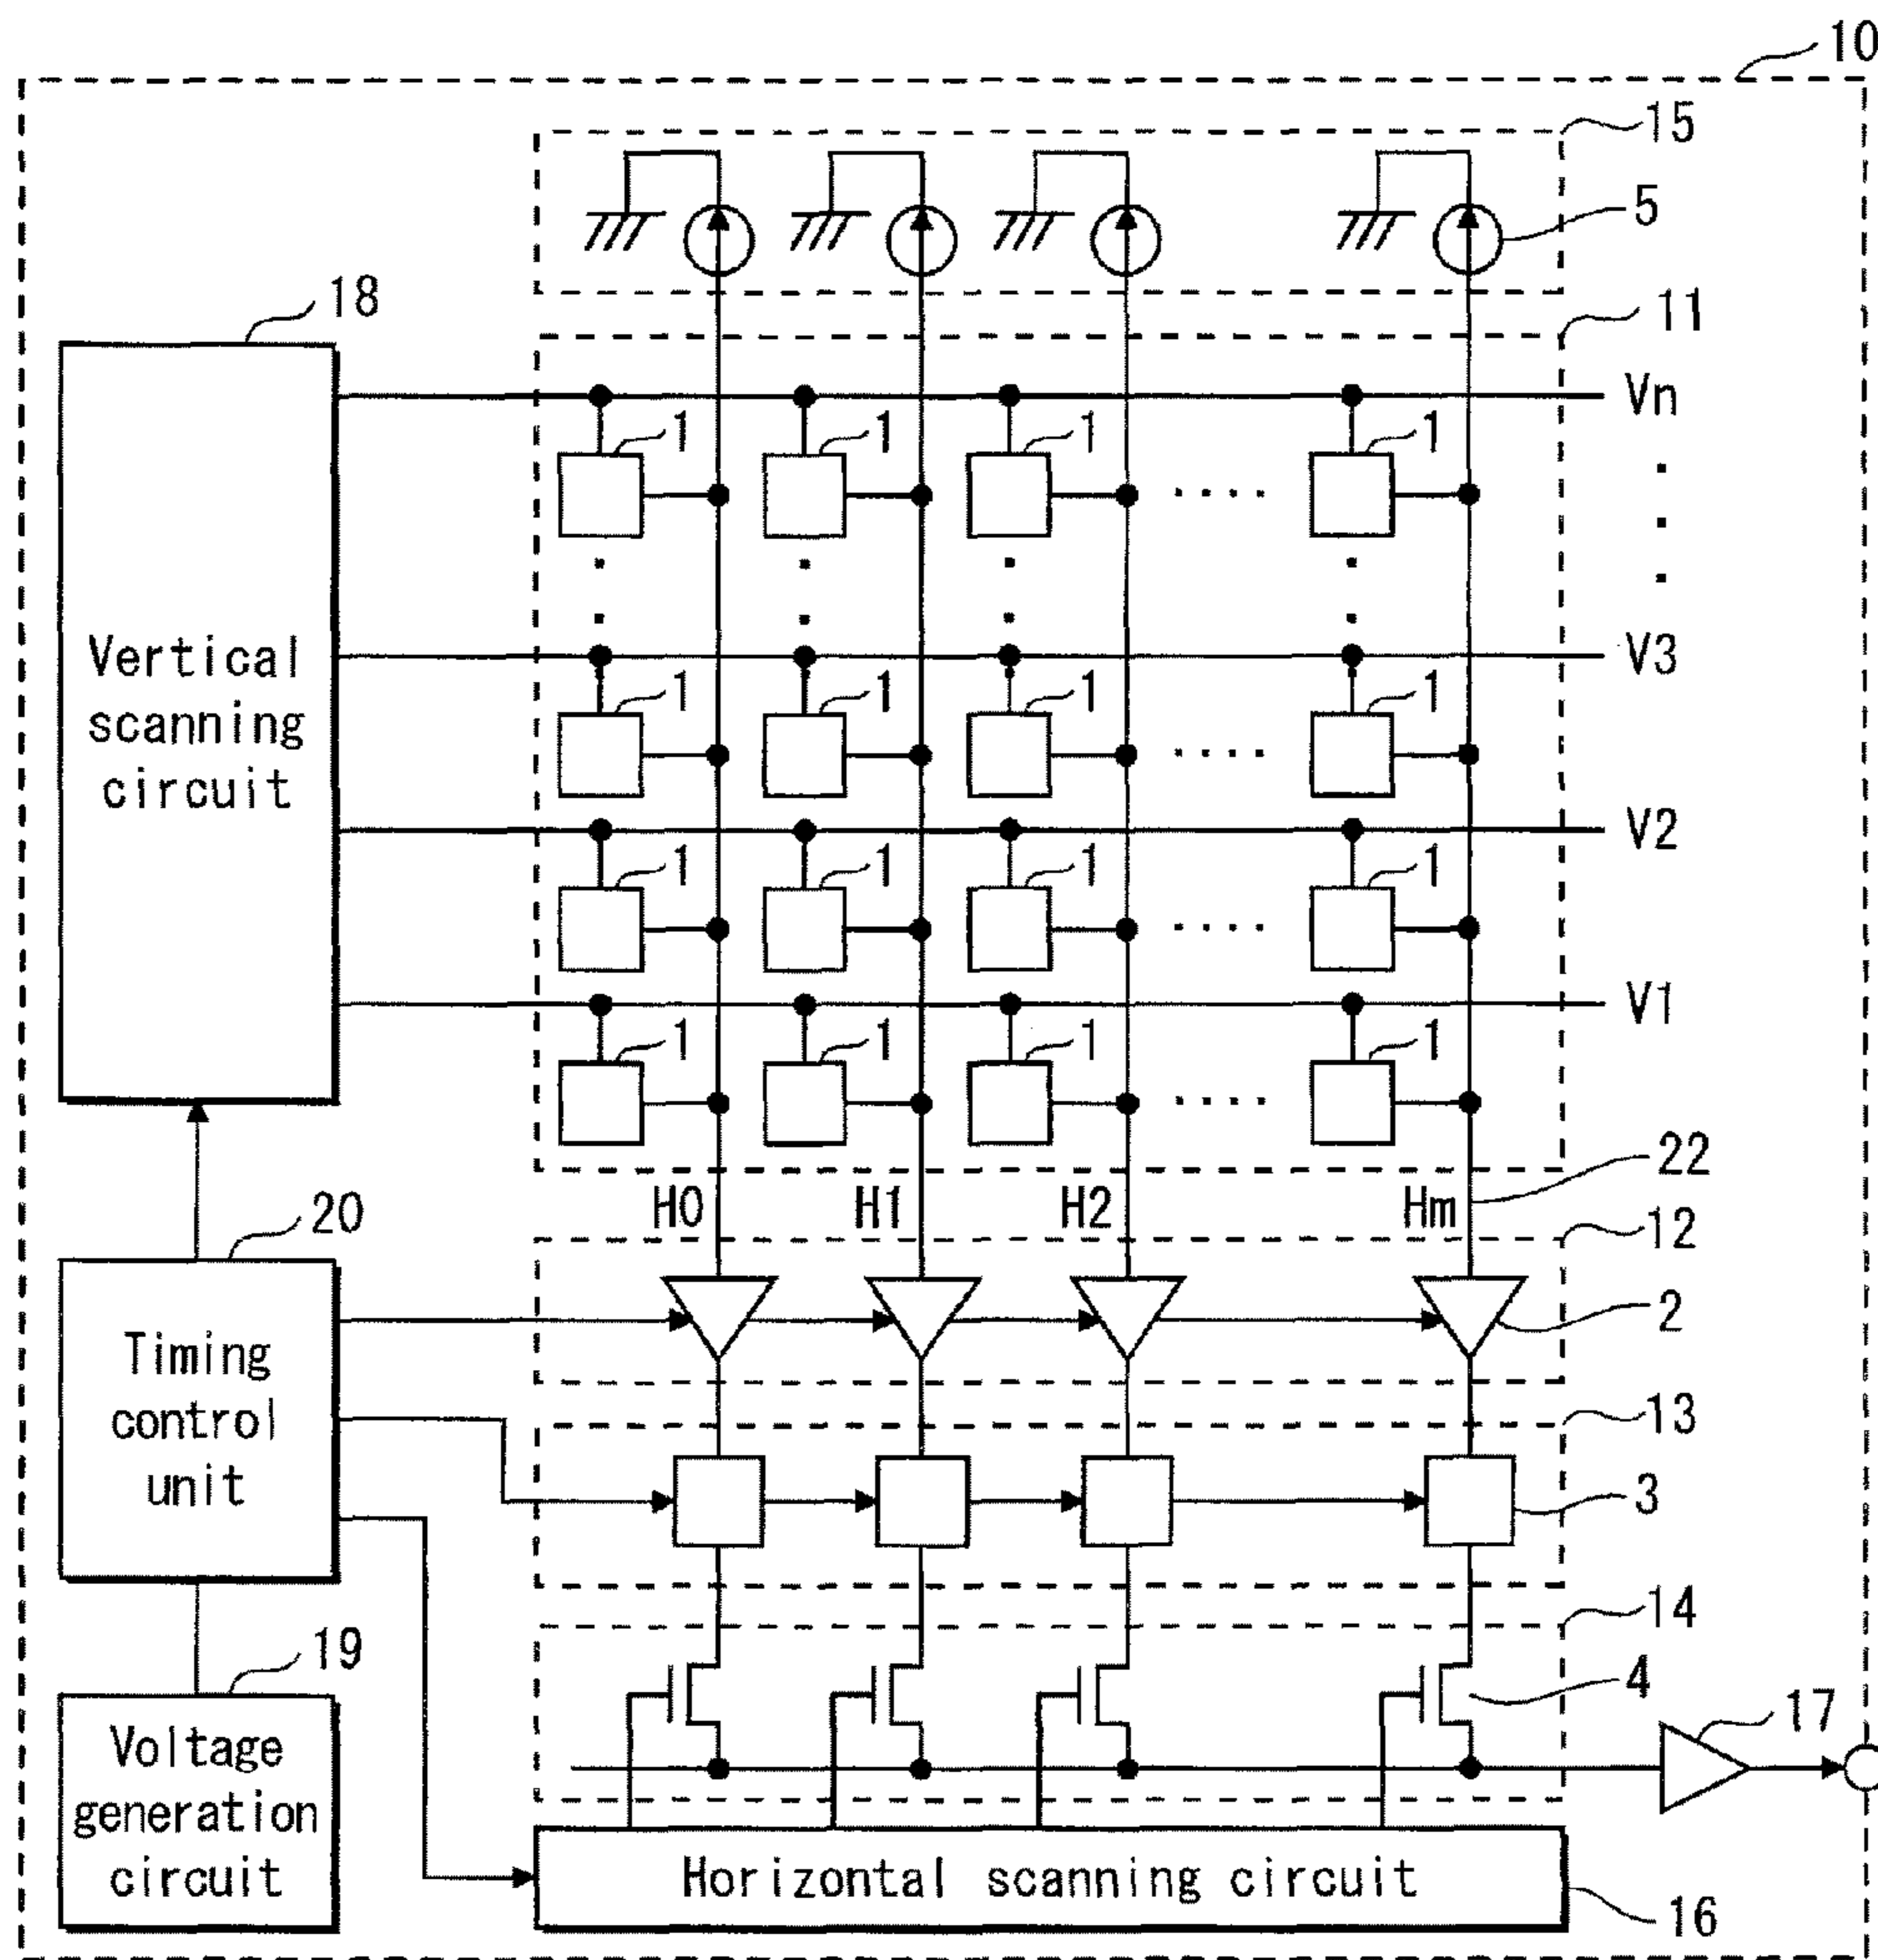 10
15
5
18
11
Vn
1 1 1 1
Vertical
scanning
circuit
V3
1 1 1 1
V2
1 1 1 1
V1
1 1 1 1
22
H0 H1 H2 Hm
20
12
Timing
control
unit
2
13
3
14
19
4
17
Voltage
generation
circuit
Horizontal scanning circuit
16